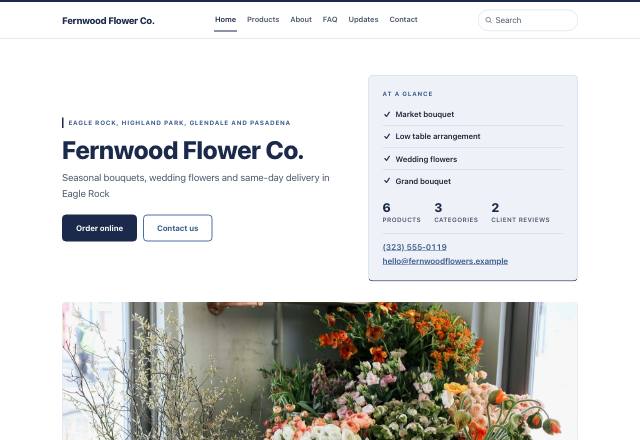 Fernwood Flower Co.
Home Products About FAQ Updates Contact
Search
EAGLE ROCK, HIGHLAND PARK, GLENDALE AND PASADENA
Fernwood Flower Co.
Seasonal bouquets, wedding flowers and same-day delivery in
Eagle Rock
Order online Contact us
AT A GLANCE
Market bouquet
Low table arrangement
Wedding flowers
Grand bouquet
6 3 2
PRODUCTS CATEGORIES CLIENT REVIEWS
(323) 555-0119
hello@fernwoodflowers.example